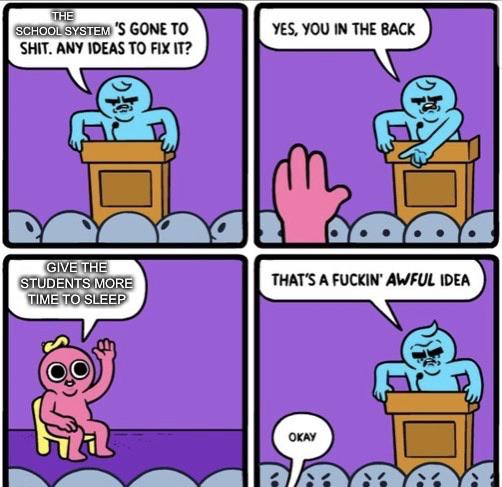 THE
SCHOOL SYSTEM 'S GONE TO
SHIT. ANY IDEAS TO FIX IT?
YES, YOU IN THE BACK
GIVE THE
STUDENTS MORE
TIME TO SLEEP
THAT'S A FUCKIN' AWFUL IDEA
OKAY